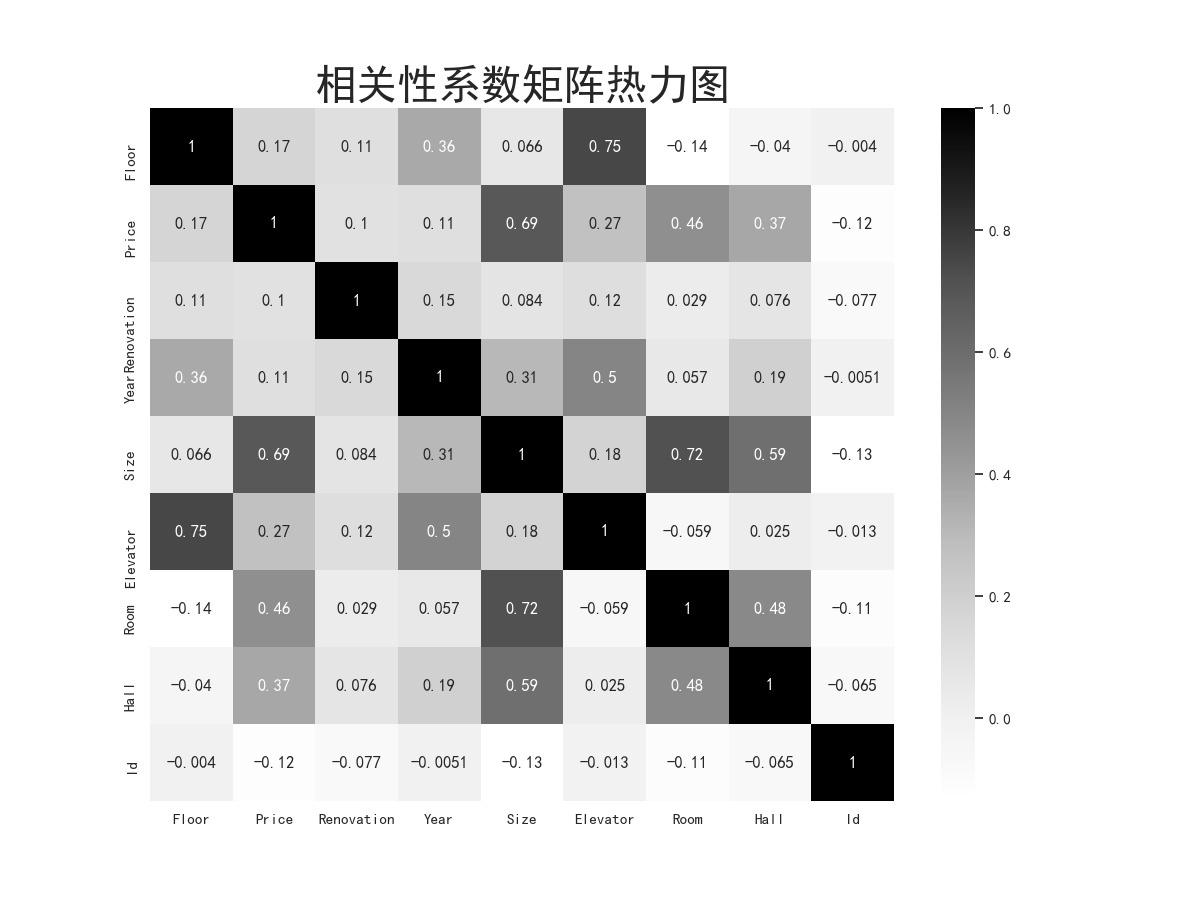 相关性系数矩阵热力图
Floor 1 0.17 0.11 0.36 0.066 0.75 -0.14 -0.04 -0.004
Price 0.17 1 0.1 0.11 0.69 0.27 0.46 0.37 -0.12
Renovation 0.11 0.1 1 0.15 0.084 0.12 0.029 0.076 -0.077
Year 0.36 0.11 0.15 1 0.31 0.5 0.057 0.19 -0.0051
Size 0.066 0.69 0.084 0.31 1 0.18 0.72 0.59 -0.13
Elevator 0.75 0.27 0.12 0.5 0.18 1 -0.059 0.025 -0.013
Room -0.14 0.46 0.029 0.057 0.72 -0.059 1 0.48 -0.11
Hall -0.04 0.37 0.076 0.19 0.59 0.025 0.48 1 -0.065
Id -0.004 -0.12 -0.077 -0.0051 -0.13 -0.013 -0.11 -0.065 1
Floor Price Renovation Year Size Elevator Room Hall Id
1.0
0.8
0.6
0.4
0.2
0.0